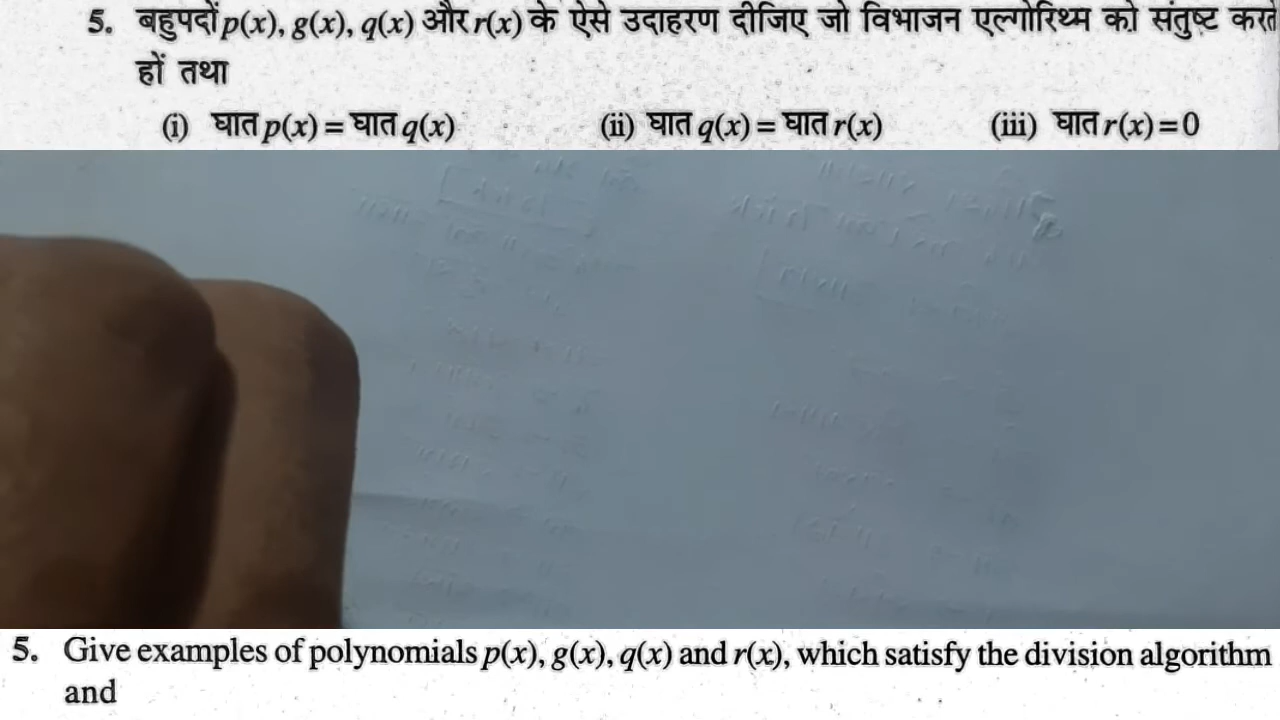 5. बहुपदों p(x), g(x), q(x) और r(x) के ऐसे उदाहरण दीजिए जो विभाजन एल्गोरिथ्म को संतुष्ट करते
हों तथा
(i) घात p(x) = घात q(x) (ii) घात q(x) = घात r(x) (iii) घात r(x) = 0
5. Give examples of polynomials p(x), g(x), q(x) and r(x), which satisfy the division algorithm
and